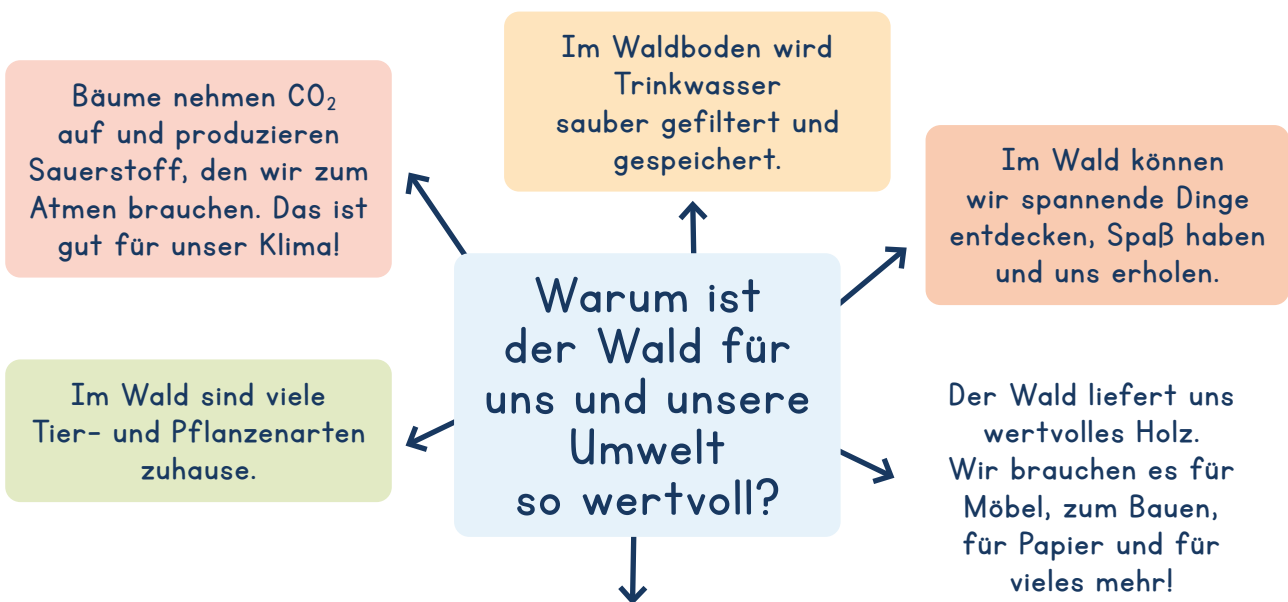 Im Waldboden wird
Trinkwasser
sauber gefiltert und
gespeichert.
Bäume nehmen CO₂
auf und produzieren
Sauerstoff, den wir zum
Atmen brauchen. Das ist
gut für unser Klima!
Im Wald können
wir spannende Dinge
entdecken, Spaß haben
und uns erholen.
Warum ist
der Wald für
uns und unsere
Umwelt
so wertvoll?
Im Wald sind viele
Tier- und Pflanzenarten
zuhause.
Der Wald liefert uns
wertvolles Holz.
Wir brauchen es für
Möbel, zum Bauen,
für Papier und für
vieles mehr!